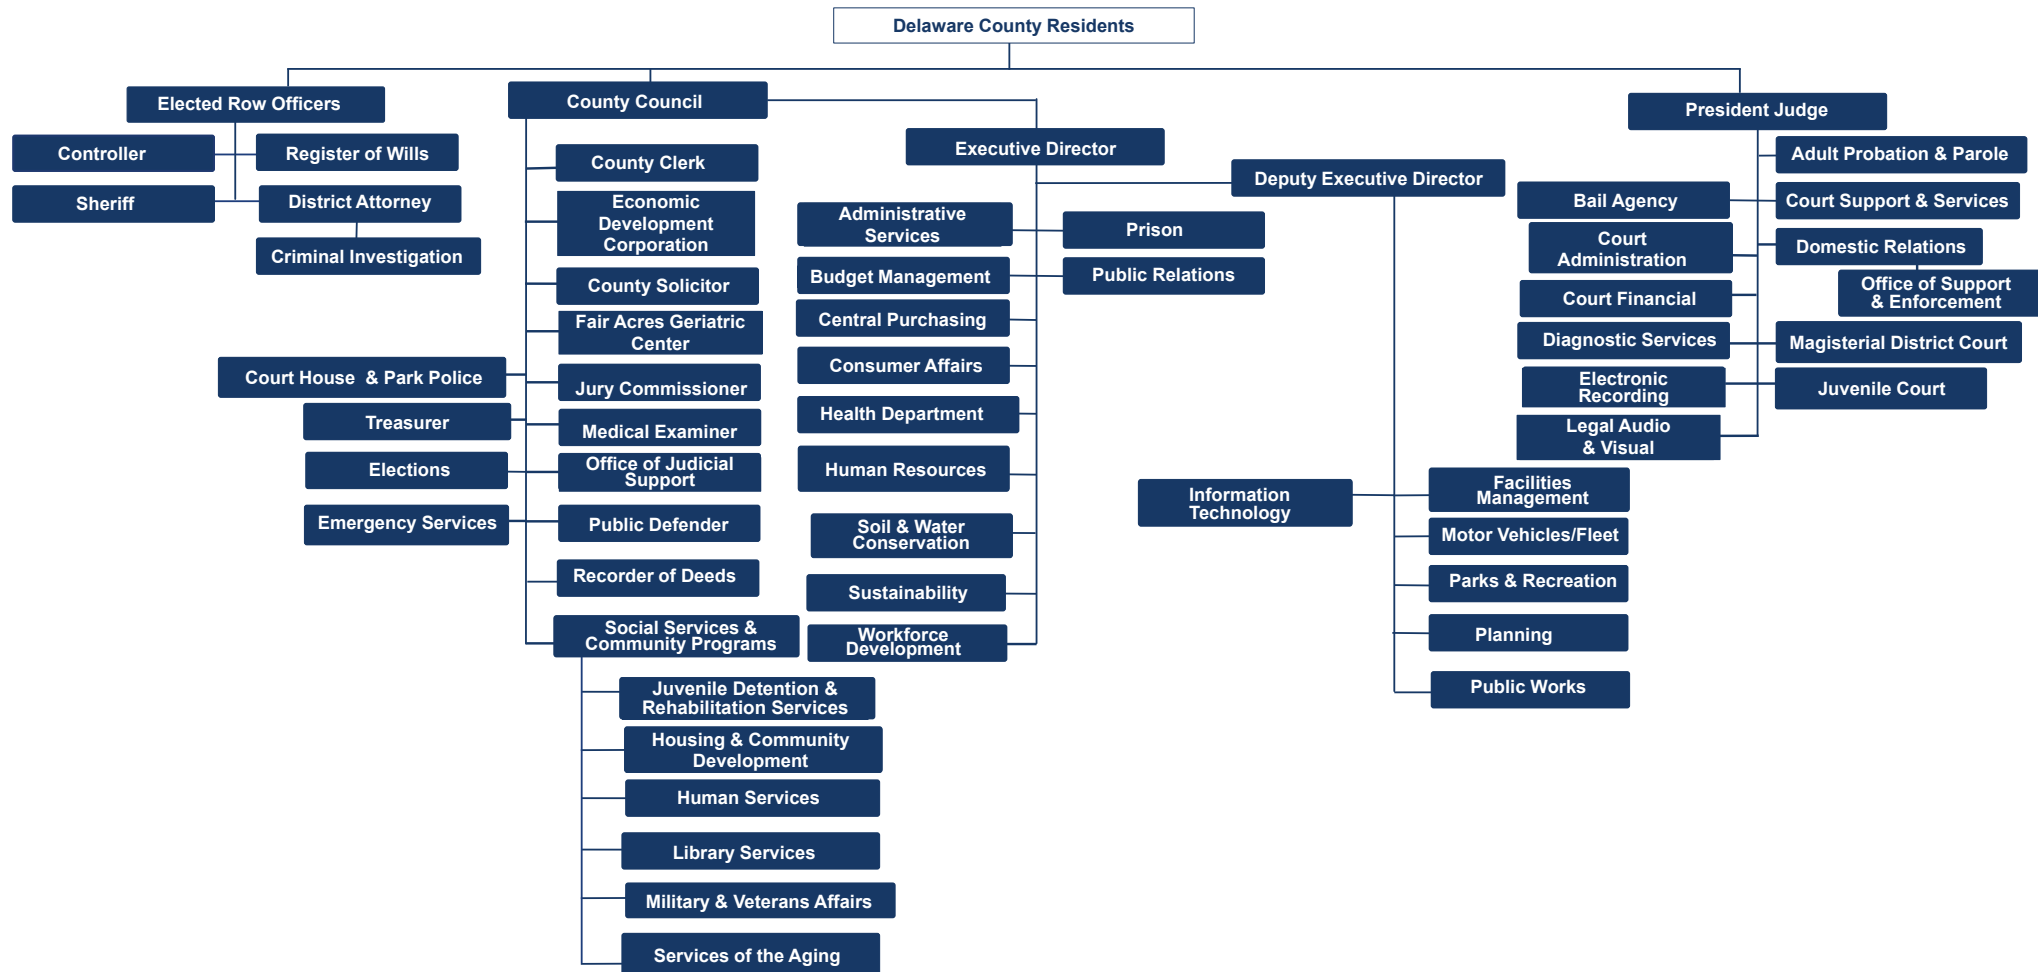 Delaware County Residents
Elected Row Officers
Controller
Register of Wills
Sheriff
District Attorney
Criminal Investigation
County Council
County Clerk
Economic
Development
Corporation
County Solicitor
Fair Acres Geriatric
Center
Court House & Park Police
Jury Commissioner
Treasurer
Medical Examiner
Elections
Office of Judicial
Support
Emergency Services
Public Defender
Recorder of Deeds
Social Services &
Community Programs
Juvenile Detention &
Rehabilitation Services
Housing & Community
Development
Human Services
Library Services
Military & Veterans Affairs
Services of the Aging
Executive Director
Administrative
Services
Prison
Budget Management
Public Relations
Central Purchasing
Consumer Affairs
Health Department
Human Resources
Soil & Water
Conservation
Sustainability
Workforce
Development
Deputy Executive Director
Information
Technology
Facilities
Management
Motor Vehicles/Fleet
Parks & Recreation
Planning
Public Works
President Judge
Adult Probation & Parole
Bail Agency
Court Support & Services
Court
Administration
Domestic Relations
Office of Support
& Enforcement
Court Financial
Diagnostic Services
Magisterial District Court
Electronic
Recording
Juvenile Court
Legal Audio
& Visual